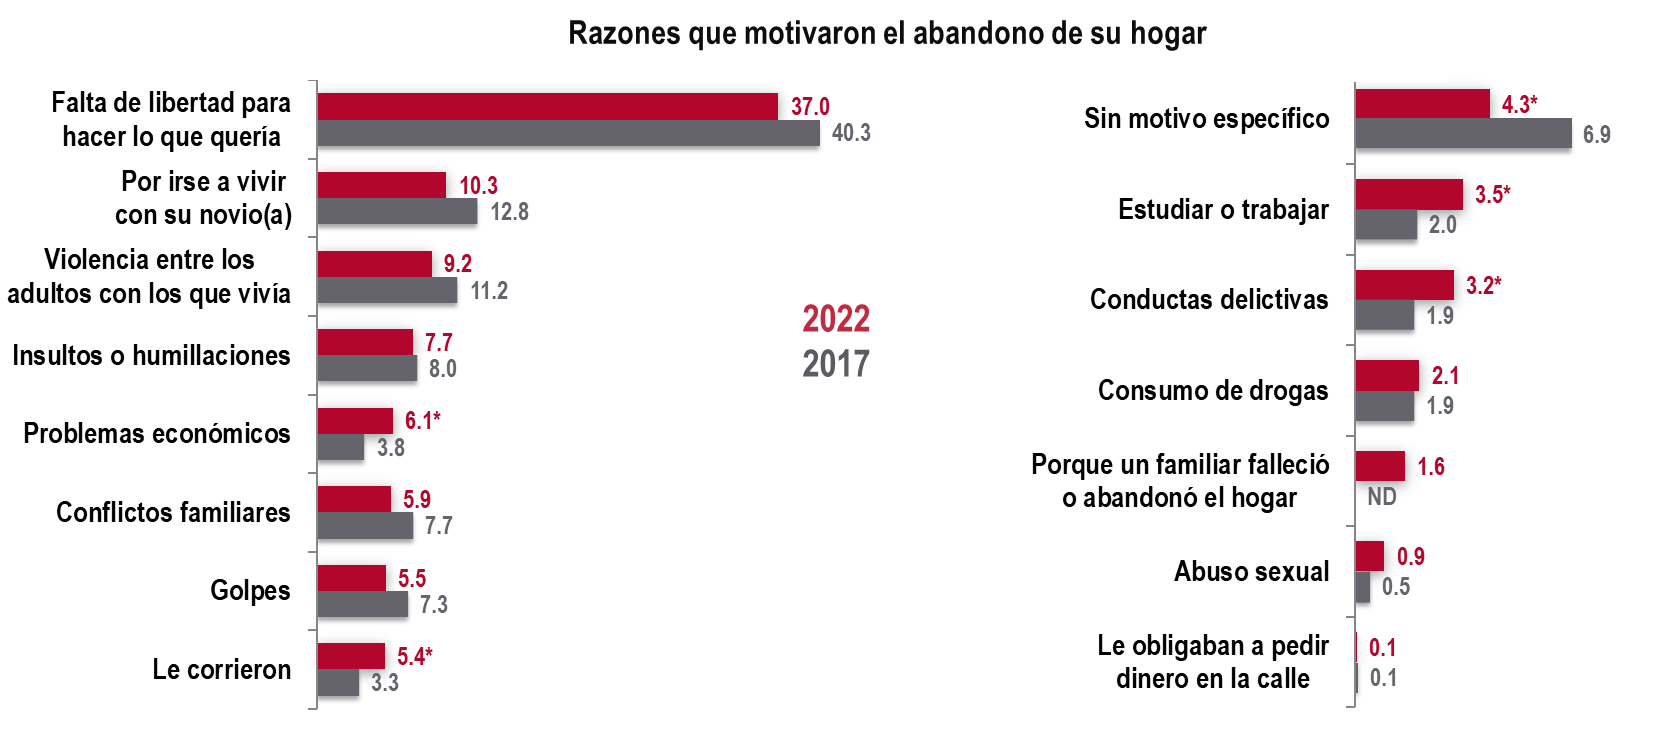 Razones que motivaron el abandono de su hogar
Falta de libertad para
hacer lo que quería
37.0
40.3
Por irse a vivir
con su novio(a)
10.3
12.8
Violencia entre los
adultos con los que vivía
9.2
11.2
Insultos o humillaciones
7.7
8.0
Problemas económicos
6.1*
3.8
Conflictos familiares
5.9
7.7
Golpes
5.5
7.3
Le corrieron
5.4*
3.3
2022
2017
Sin motivo específico
4.3*
6.9
Estudiar o trabajar
3.5*
2.0
Conductas delictivas
3.2*
1.9
Consumo de drogas
2.1
1.9
Porque un familiar falleció
o abandonó el hogar
1.6
ND
Abuso sexual
0.9
0.5
Le obligaban a pedir
dinero en la calle
0.1
0.1